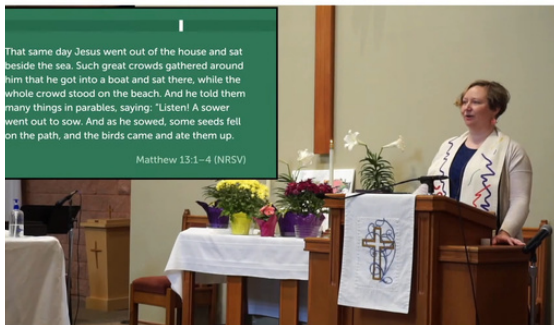 That same day Jesus went out of the house and sat
beside the sea. Such great crowds gathered around
him that he got into a boat and sat there, while the
whole crowd stood on the beach. And he told them
many things in parables, saying: "Listen! A sower
went out to sow. And as he sowed, some seeds fell
on the path, and the birds came and ate them up.
Matthew 13:1–4 (NRSV)